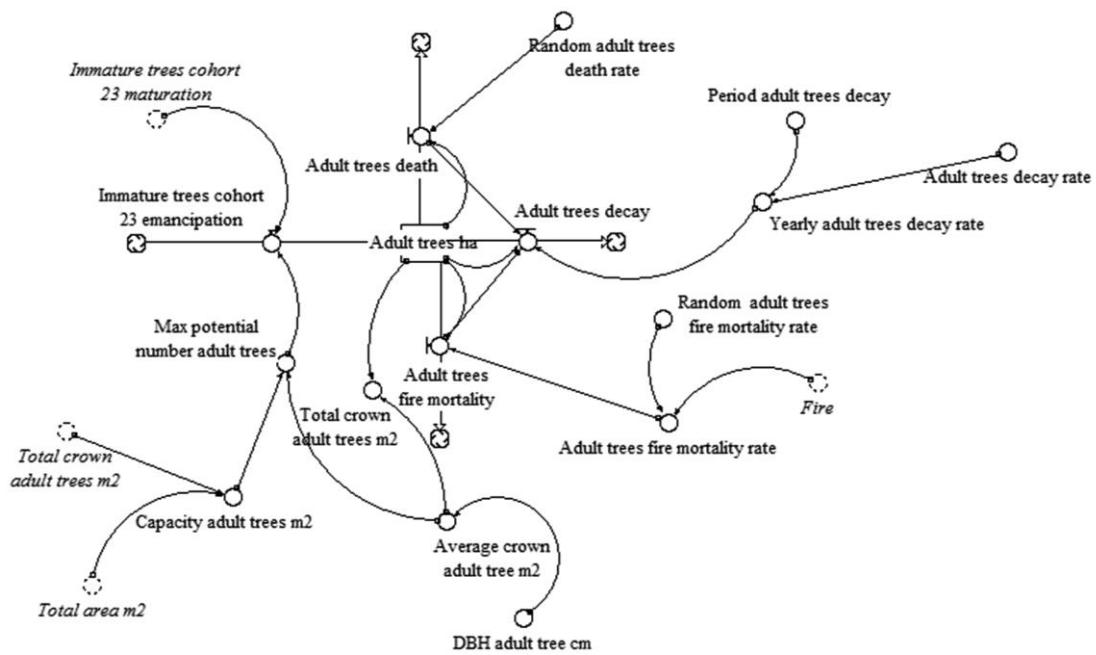 Random adult trees
death rate
Immature trees cohort
23 maturation
Period adult trees decay
Adult trees death
Adult trees decay rate
Immature trees cohort
23 emancipation
Adult trees decay
Yearly adult trees decay rate
Adult trees ha
Random adult trees
fire mortality rate
Max potential
number adult trees
Adult trees
fire mortality
Fire
Total crown
adult trees m2
Adult trees fire mortality rate
Total crown
adult trees m2
Capacity adult trees m2
Average crown
adult tree m2
Total area m2
DBH adult tree cm